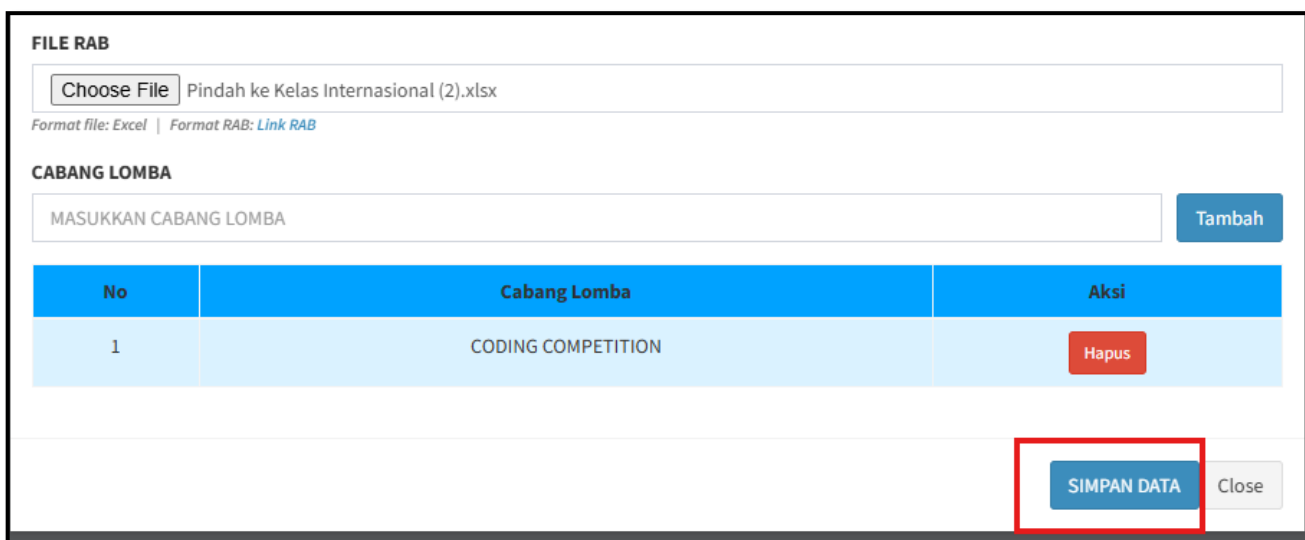 FILE RAB
Choose File Pindah ke Kelas Internasional (2).xlsx
Format file: Excel | Format RAB: Link RAB
CABANG LOMBA
MASUKKAN CABANG LOMBA Tambah
No Cabang Lomba Aksi
1 CODING COMPETITION Hapus
SIMPAN DATA Close